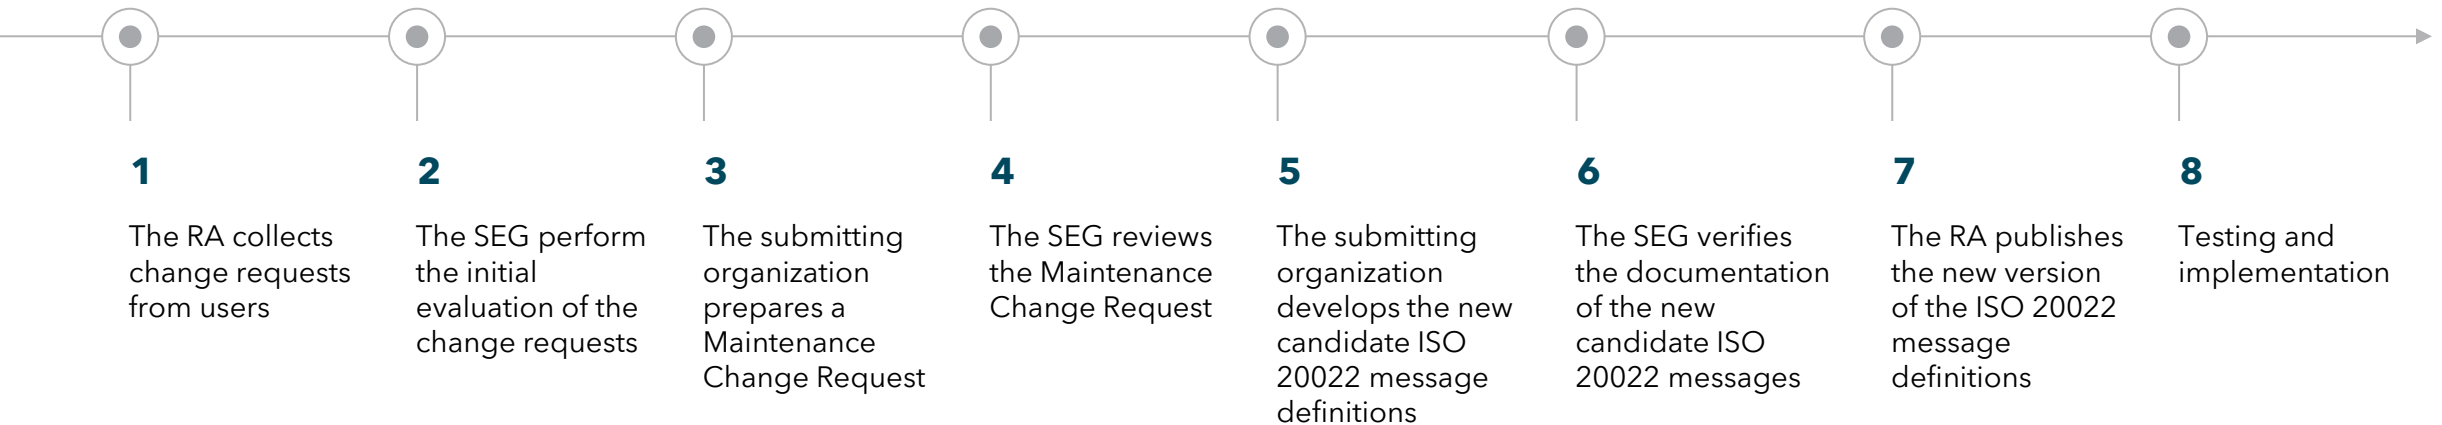 1
The RA collects
change requests
from users
2
The SEG perform
the initial
evaluation of the
change requests
3
The submitting
organization
prepares a
Maintenance
Change Request
4
The SEG reviews
the Maintenance
Change Request
5
The submitting
organization
develops the new
candidate ISO
20022 message
definitions
6
The SEG verifies
the documentation
of the new
candidate ISO
20022 messages
7
The RA publishes
the new version
of the ISO 20022
message
definitions
8
Testing and
implementation